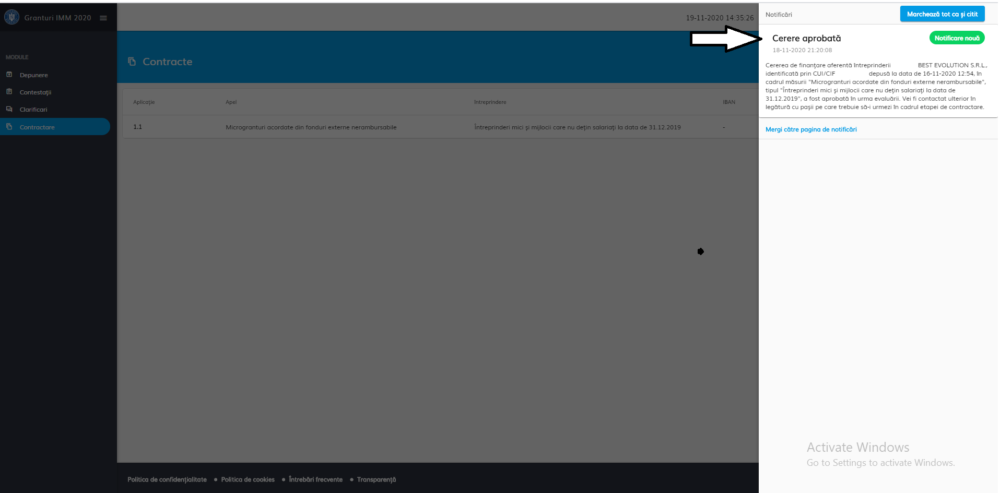 Granturi IMM 2020
19-11-2020 14:35:26
MODULE
Depunere
Contestații
Clarificari
Contractare
Contracte
Aplicație Apel Întreprindere IBAN
1.1 Microgranturi acordate din fonduri externe nerambursabile Întreprinderi mici și mijlocii care nu dețin salariați la data de 31.12.2019 -
Notificări
Marchează tot ca și citit
Cerere aprobată
Notificare nouă
18-11-2020 21:20:08
Cererea de finanțare aferentă întreprinderii BEST EVOLUTION S.R.L.,
identificată prin CUI/CIF depusă la data de 16-11-2020 12:54, în
cadrul măsurii "Microgranturi acordate din fonduri externe nerambursabile",
tipul "Întreprinderi mici și mijlocii care nu dețin salariați la data de
31.12.2019", a fost aprobată în urma evaluării. Vei fi contactat ulterior în
legătură cu pașii pe care trebuie să-i urmezi în cadrul etapei de contractare.
Mergi către pagina de notificări
Activate Windows
Go to Settings to activate Windows.
Politica de confidențialitate • Politica de cookies • Întrebări frecvente • Transparență